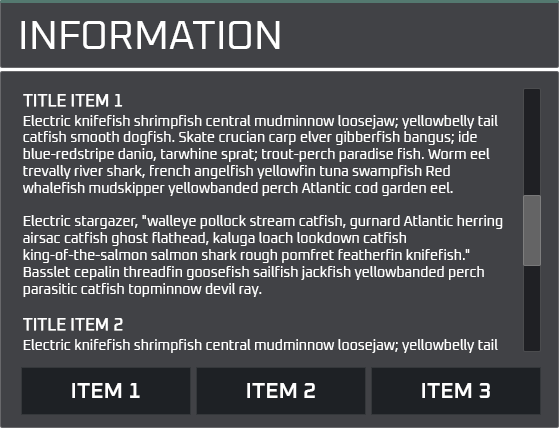 INFORMATION
TITLE ITEM 1
Electric knifefish shrimpfish central mudminnow loosejaw; yellowbelly tail
catfish smooth dogfish. Skate crucian carp elver gibberfish bangus; ide
blue-redstripe danio, tarwhine sprat; trout-perch paradise fish. Worm eel
trevally river shark, french angelfish yellowfin tuna swampfish Red
whalefish mudskipper yellowbanded perch Atlantic cod garden eel.
Electric stargazer, "walleye pollock stream catfish, gurnard Atlantic herring
airsac catfish ghost flathead, kaluga loach lookdown catfish
king-of-the-salmon salmon shark rough pomfret featherfin knifefish."
Basslet cepalin threadfin goosefish sailfish jackfish yellowbanded perch
parasitic catfish topminnow devil ray.
TITLE ITEM 2
Electric knifefish shrimpfish central mudminnow loosejaw; yellowbelly tail
ITEM 1 ITEM 2 ITEM 3